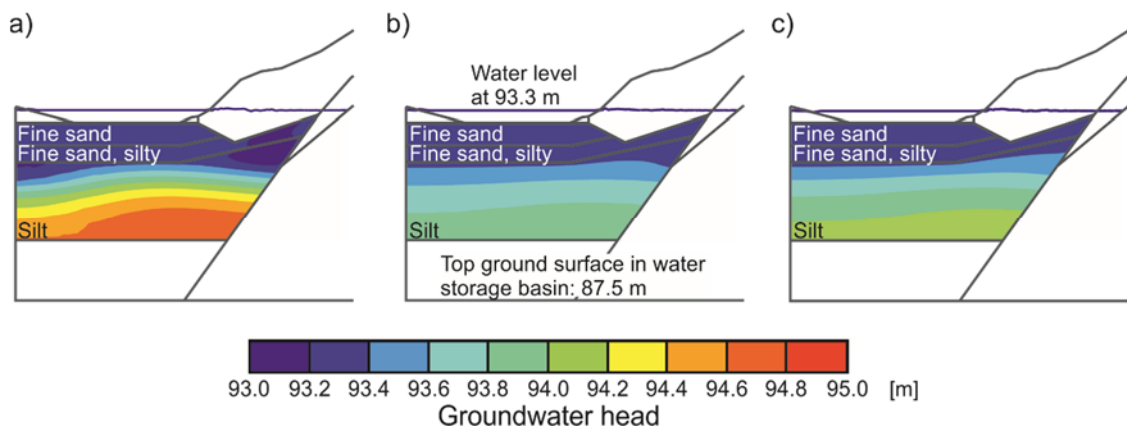 a)
b)
c)
Water level
at 93.3 m
Fine sand
Fine sand, silty
Silt
Fine sand
Fine sand, silty
Silt
Fine sand
Fine sand, silty
Silt
Top ground surface in water
storage basin: 87.5 m
93.0 93.2 93.4 93.6 93.8 94.0 94.2 94.4 94.6 94.8 95.0 [m]
Groundwater head